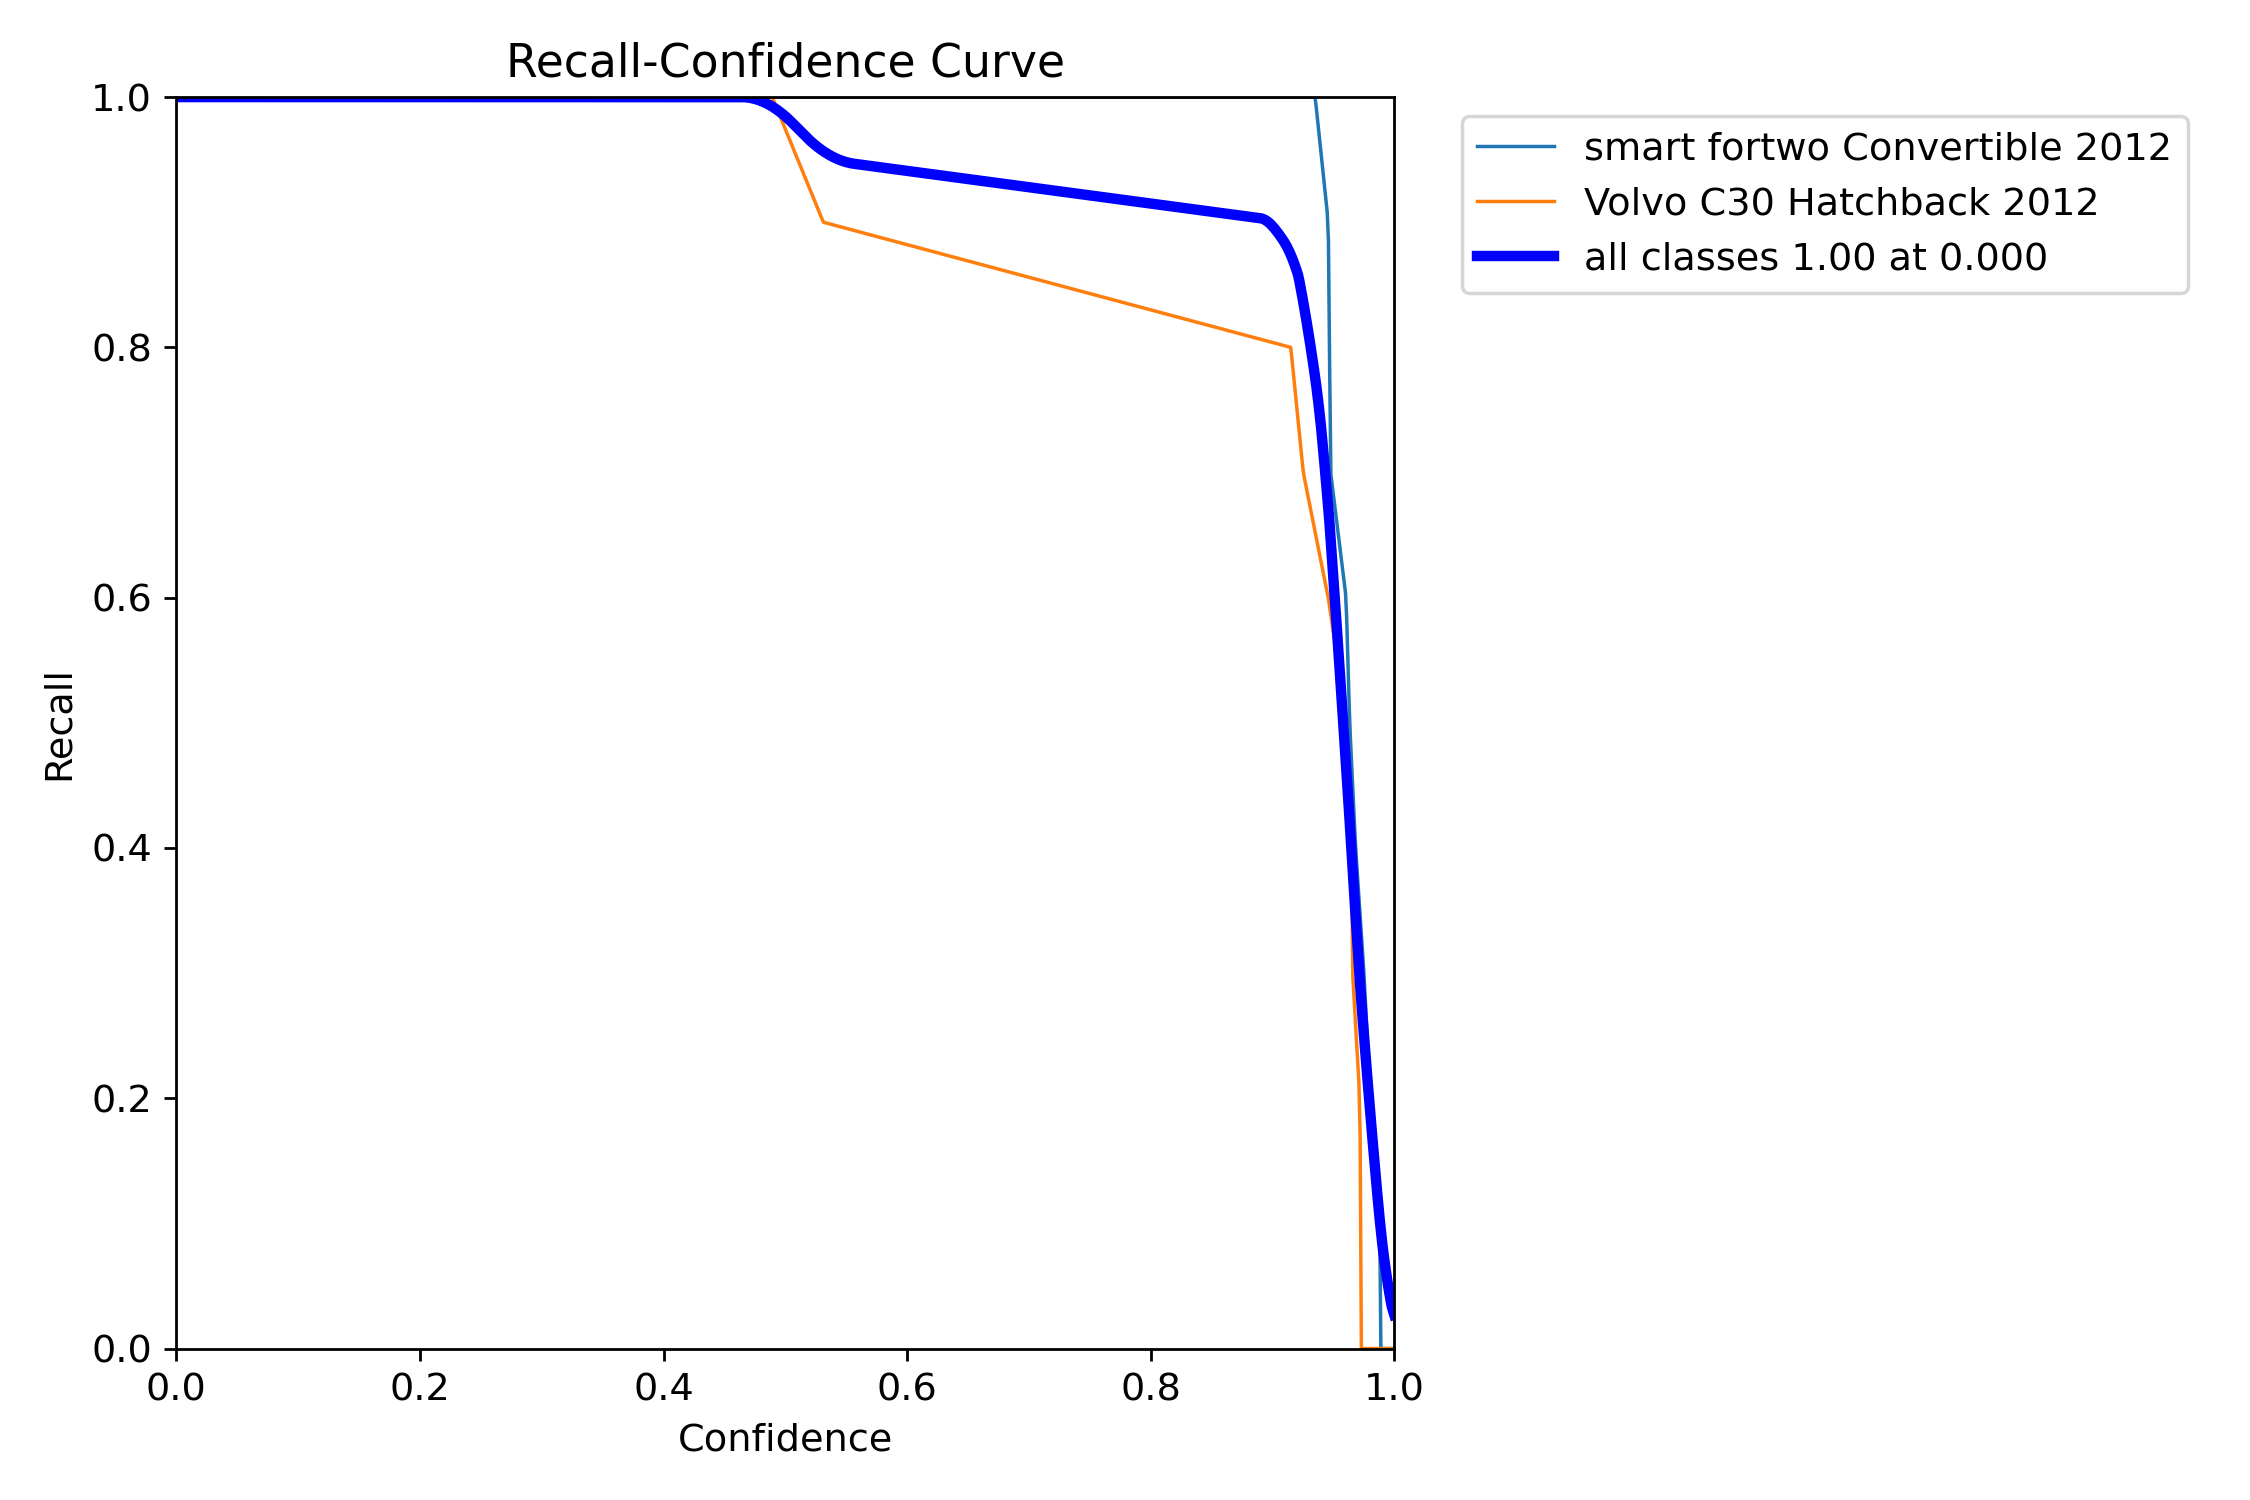 Recall-Confidence Curve
1.0
0.8
0.6
0.4
0.2
0.0
Recall
0.0 0.2 0.4 0.6 0.8 1.0
Confidence
smart fortwo Convertible 2012
Volvo C30 Hatchback 2012
all classes 1.00 at 0.000